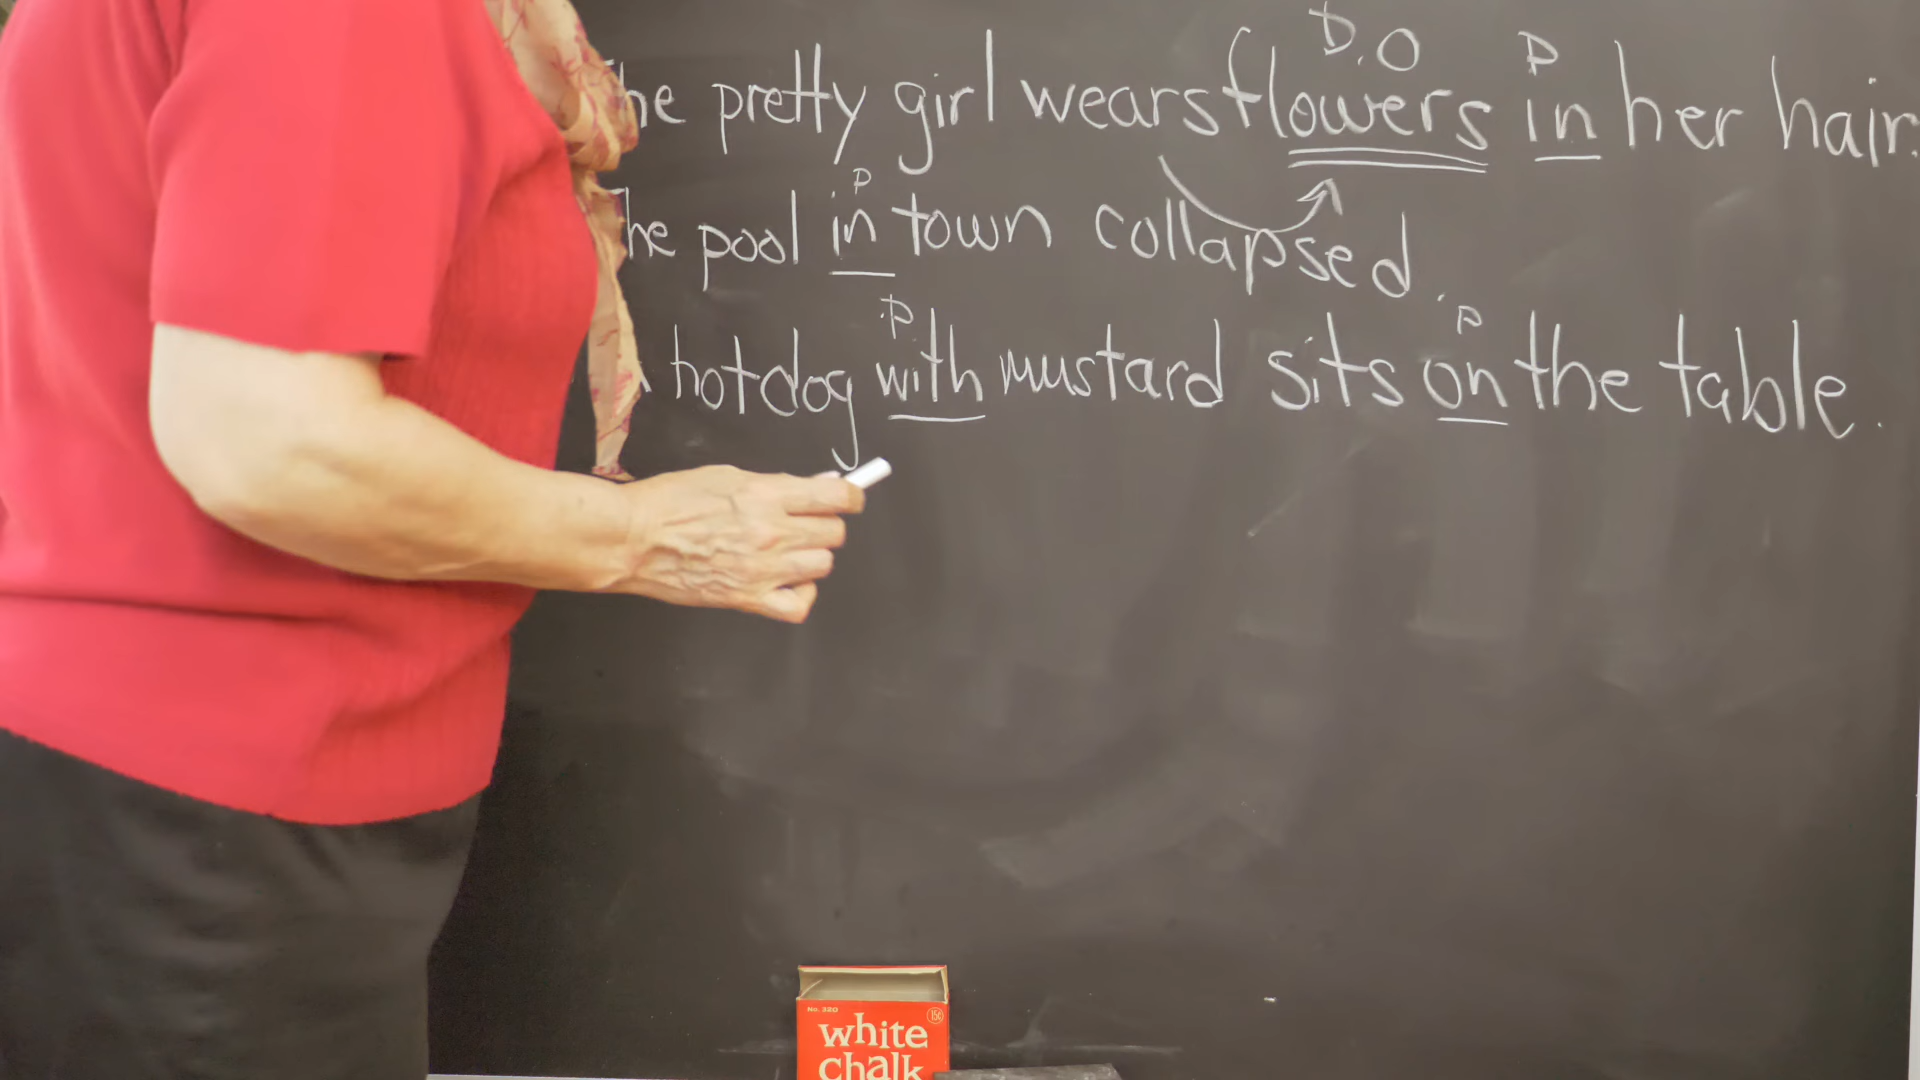 D.O P
he pretty girl wears flowers in her hair.
P
he pool in town collapsed.
P P
hotdog with mustard sits on the table.
No. 320 15¢
white
chalk